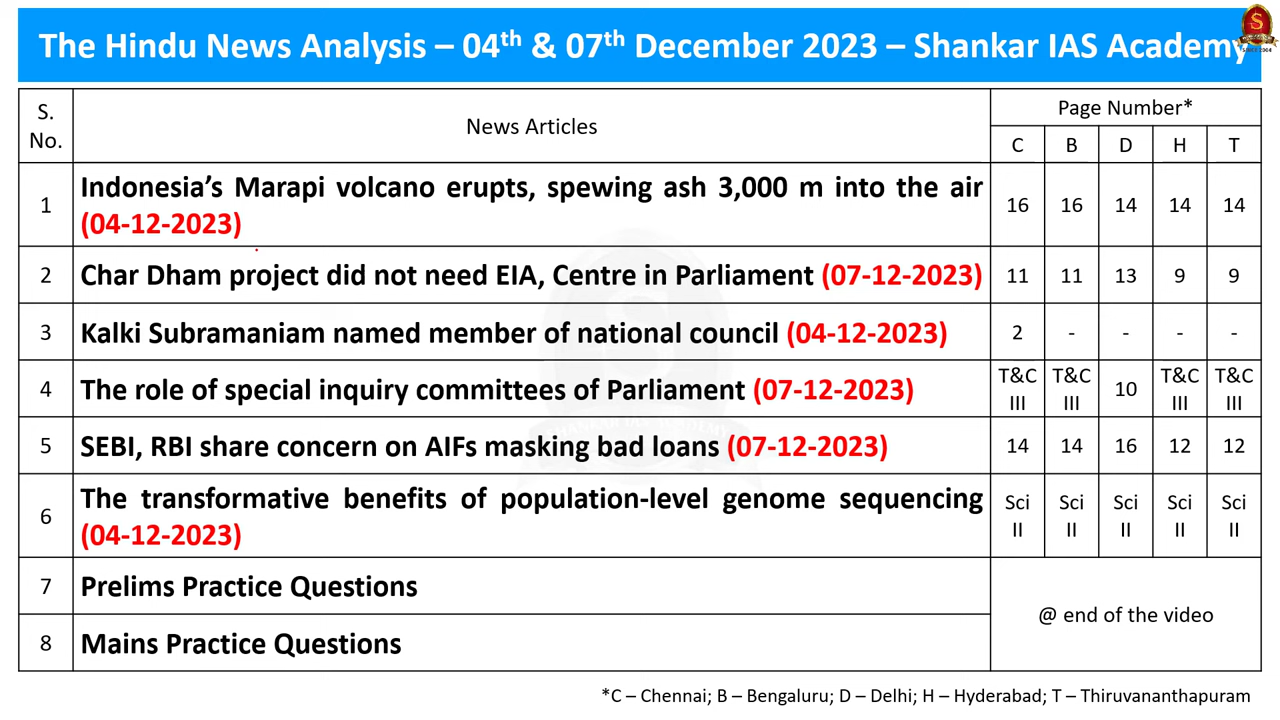 The Hindu News Analysis – 04th & 07th December 2023 – Shankar IAS Academy
S. No. News Articles Page Number*
C B D H T
1 Indonesia’s Marapi volcano erupts, spewing ash 3,000 m into the air (04-12-2023) 16 16 14 14 14
2 Char Dham project did not need EIA, Centre in Parliament (07-12-2023) 11 11 13 9 9
3 Kalki Subramaniam named member of national council (04-12-2023) 2 - - - -
4 The role of special inquiry committees of Parliament (07-12-2023) T&C III T&C III 10 T&C III T&C III
5 SEBI, RBI share concern on AIFs masking bad loans (07-12-2023) 14 14 16 12 12
6 The transformative benefits of population-level genome sequencing (04-12-2023) Sci II Sci II Sci II Sci II Sci II
7 Prelims Practice Questions
@ end of the video
8 Mains Practice Questions
*C – Chennai; B – Bengaluru; D – Delhi; H – Hyderabad; T – Thiruvananthapuram